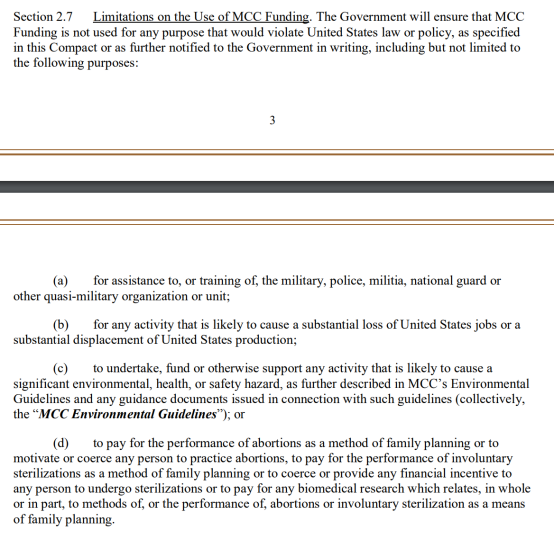 Section 2.7 Limitations on the Use of MCC Funding. The Government will ensure that MCC
Funding is not used for any purpose that would violate United States law or policy, as specified
in this Compact or as further notified to the Government in writing, including but not limited to
the following purposes:
3
(a) for assistance to, or training of, the military, police, militia, national guard or
other quasi-military organization or unit;
(b) for any activity that is likely to cause a substantial loss of United States jobs or a
substantial displacement of United States production;
(c) to undertake, fund or otherwise support any activity that is likely to cause a
significant environmental, health, or safety hazard, as further described in MCC’s Environmental
Guidelines and any guidance documents issued in connection with such guidelines (collectively,
the “MCC Environmental Guidelines”); or
(d) to pay for the performance of abortions as a method of family planning or to
motivate or coerce any person to practice abortions, to pay for the performance of involuntary
sterilizations as a method of family planning or to coerce or provide any financial incentive to
any person to undergo sterilizations or to pay for any biomedical research which relates, in whole
or in part, to methods of, or the performance of, abortions or involuntary sterilization as a means
of family planning.